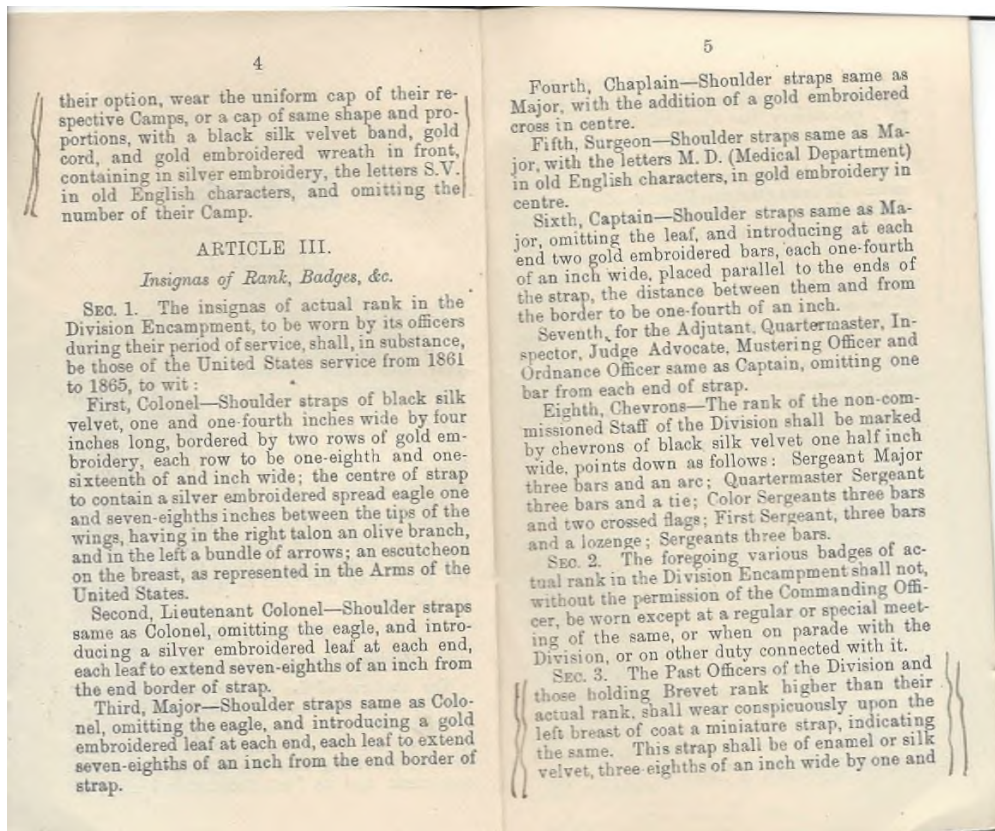 4
their option, wear the uniform cap of their re-
spective Camps, or a cap of same shape and pro-
portions, with a black silk velvet band, gold
cord, and gold embroidered wreath in front,
containing in silver embroidery, the letters S.V.
in old English characters, and omitting the
number of their Camp.
ARTICLE III.
Insignas of Rank, Badges, &c.
SEC. 1. The insignas of actual rank in the
Division Encampment, to be worn by its officers
during their period of service, shall, in substance,
be those of the United States service from 1861
to 1865, to wit:
First, Colonel—Shoulder straps of black silk
velvet, one and one-fourth inches wide by four
inches long, bordered by two rows of gold em-
broidery, each row to be one-eighth and one-
sixteenth of and inch wide; the centre of strap
to contain a silver embroidered spread eagle one
and seven-eighths inches between the tips of the
wings, having in the right talon an olive branch,
and in the left a bundle of arrows; an escutcheon
on the breast, as represented in the Arms of the
United States.
Second, Lieutenant Colonel—Shoulder straps
same as Colonel, omitting the eagle, and intro-
ducing a silver embroidered leaf at each end,
each leaf to extend seven-eighths of an inch from
the end border of strap.
Third, Major—Shoulder straps same as Colo-
nel, omitting the eagle, and introducing a gold
embroidered leaf at each end, each leaf to extend
seven-eighths of an inch from the end border of
strap.
5
Fourth, Chaplain—Shoulder straps same as
Major, with the addition of a gold embroidered
cross in centre.
Fifth, Surgeon—Shoulder straps same as Ma-
jor, with the letters M. D. (Medical Department)
in old English characters, in gold embroidery in
centre.
Sixth, Captain—Shoulder straps same as Ma-
jor, omitting the leaf, and introducing at each
end two gold embroidered bars, each one-fourth
of an inch wide, placed parallel to the ends of
the strap, the distance between them and from
the border to be one-fourth of an inch.
Seventh, for the Adjutant, Quartermaster, In-
spector, Judge Advocate, Mustering Officer and
Ordnance Officer same as Captain, omitting one
bar from each end of strap.
Eighth, Chevrons—The rank of the non-com-
missioned Staff of the Division shall be marked
by chevrons of black silk velvet one half inch
wide, points down as follows: Sergeant Major
three bars and an arc; Quartermaster Sergeant
three bars and a tie; Color Sergeants three bars
and two crossed flags; First Sergeant, three bars
and a lozenge; Sergeants three bars.
SEC. 2. The foregoing various badges of ac-
tual rank in the Division Encampment shall not,
without the permission of the Commanding Offi-
cer, be worn except at a regular or special meet-
ing of the same, or when on parade with the
Division, or on other duty connected with it.
SEC. 3. The Past Officers of the Division and
those holding Brevet rank higher than their
actual rank, shall wear conspicuously upon the
left breast of coat a miniature strap, indicating
the same. This strap shall be of enamel or silk
velvet, three-eighths of an inch wide by one and